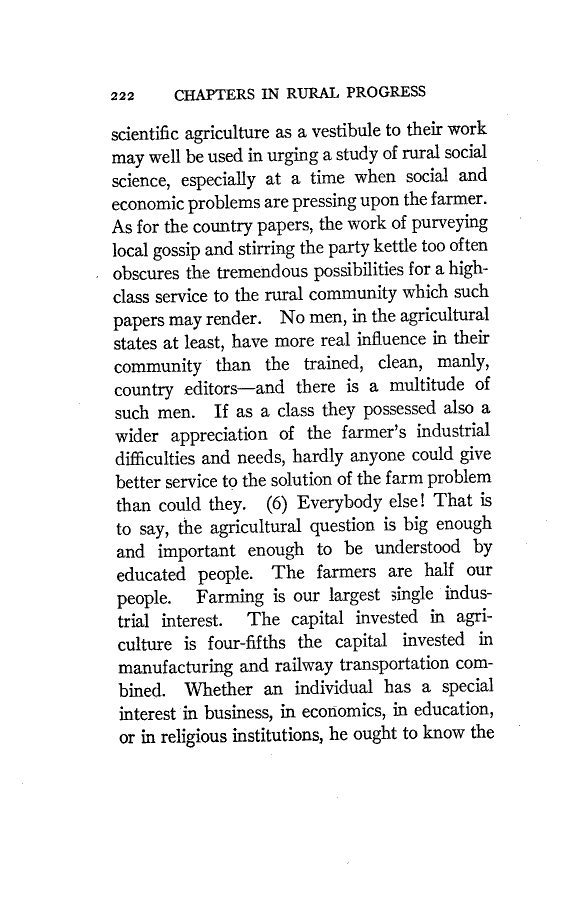 222 CHAPTERS IN RURAL PROGRESS
scientific agriculture as a vestibule to their work
may well be used in urging a study of rural social
science, especially at a time when social and
economic problems are pressing upon the farmer.
As for the country papers, the work of purveying
local gossip and stirring the party kettle too often
obscures the tremendous possibilities for a high-
class service to the rural community which such
papers may render. No men, in the agricultural
states at least, have more real influence in their
community than the trained, clean, manly,
country editors—and there is a multitude of
such men. If as a class they possessed also a
wider appreciation of the farmer's industrial
difficulties and needs, hardly anyone could give
better service to the solution of the farm problem
than could they. (6) Everybody else! That is
to say, the agricultural question is big enough
and important enough to be understood by
educated people. The farmers are half our
people. Farming is our largest single indus-
trial interest. The capital invested in agri-
culture is four-fifths the capital invested in
manufacturing and railway transportation com-
bined. Whether an individual has a special
interest in business, in economics, in education,
or in religious institutions, he ought to know the